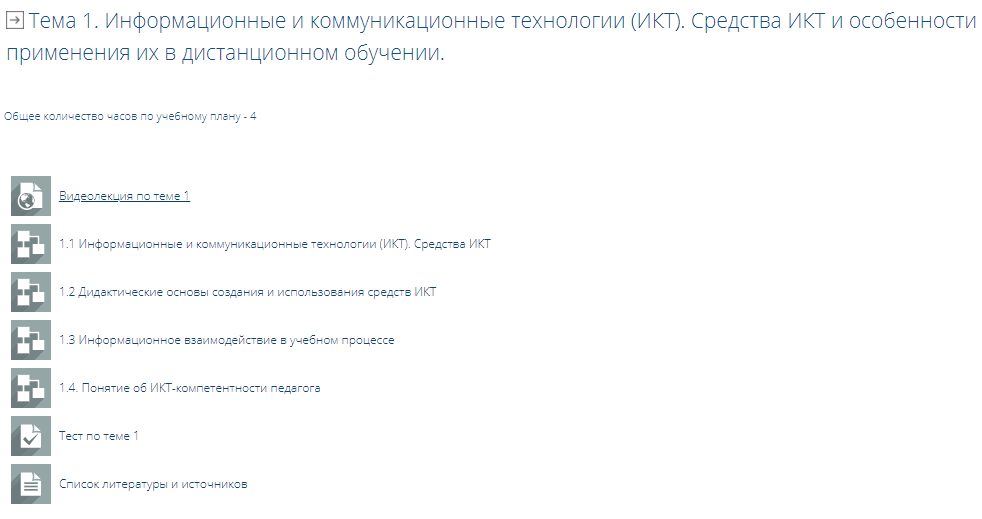 Тема 1. Информационные и коммуникационные технологии (ИКТ). Средства ИКТ и особенности
применения их в дистанционном обучении.
Общее количество часов по учебному плану - 4
Видеолекция по теме 1
1.1 Информационные и коммуникационные технологии (ИКТ). Средства ИКТ
1.2 Дидактические основы создания и использования средств ИКТ
1.3 Информационное взаимодействие в учебном процессе
1.4. Понятие об ИКТ-компетентности педагога
Тест по теме 1
Список литературы и источников